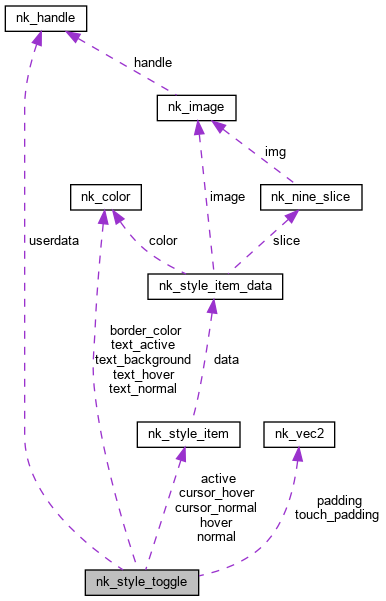 nk_handle
handle
nk_image
img
nk_color
nk_nine_slice
image
userdata
color
slice
nk_style_item_data
border_color
text_active
text_background
text_hover
text_normal
data
nk_style_item
nk_vec2
active
cursor_hover
cursor_normal
hover
normal
padding
touch_padding
nk_style_toggle